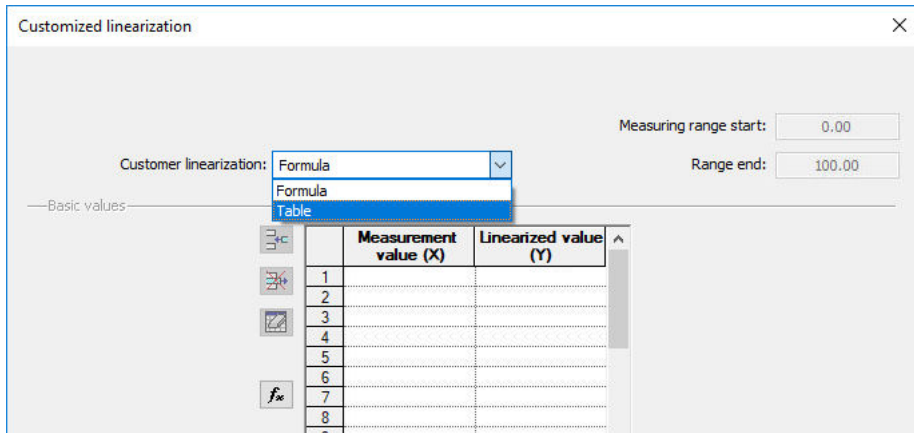 Customized linearization
Measuring range start: 0.00
Customer linearization: Formula
Range end: 100.00
Formula
Table
Basic values
Measurement value (X)
Linearized value (Y)
1
2
3
4
5
6
fx
7
8